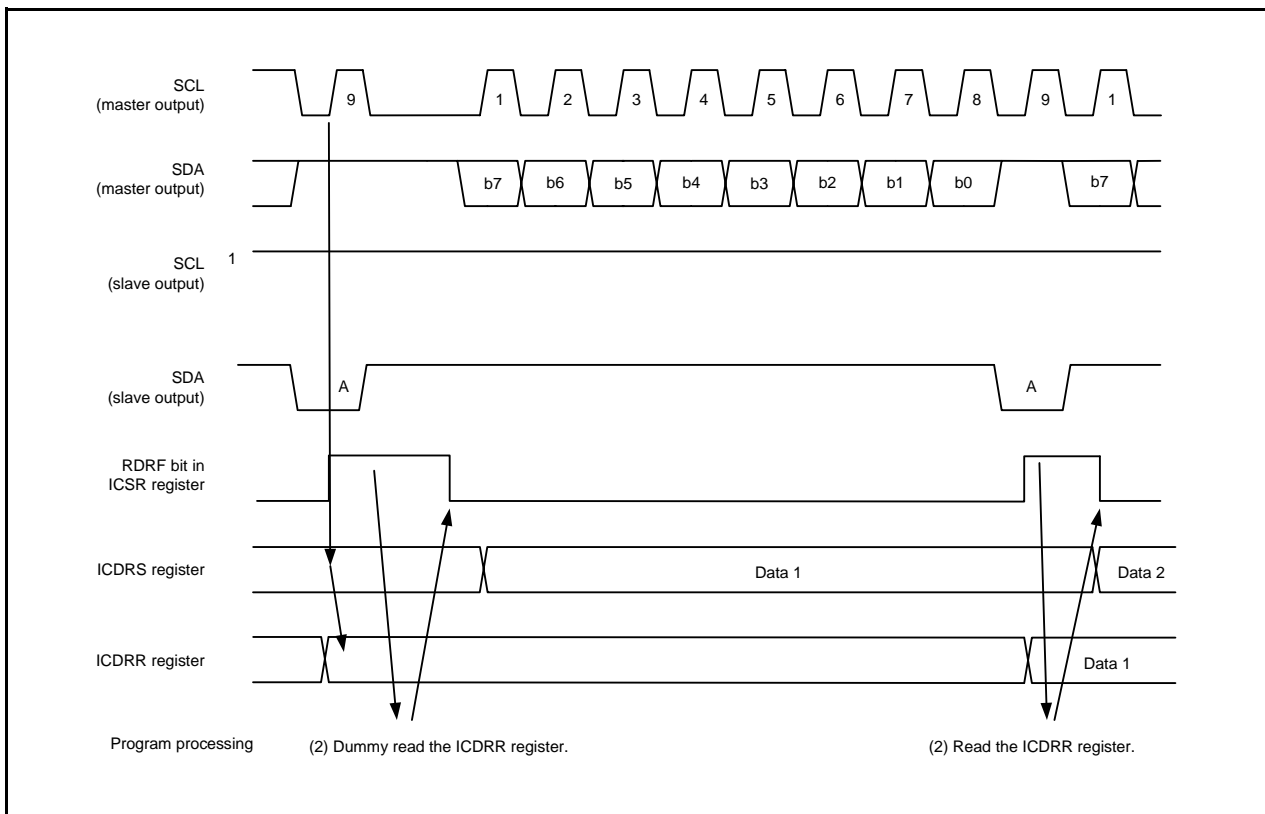 SCL
(master output)
9 1 2 3 4 5 6 7 8 9 1
SDA
(master output)
b7 b6 b5 b4 b3 b2 b1 b0 b7
SCL
(slave output)
1
SDA
(slave output)
A A
RDRF bit in
ICSR register
ICDRS register
Data 1 Data 2
ICDRR register
Data 1
Program processing
(2) Dummy read the ICDRR register.
(2) Read the ICDRR register.